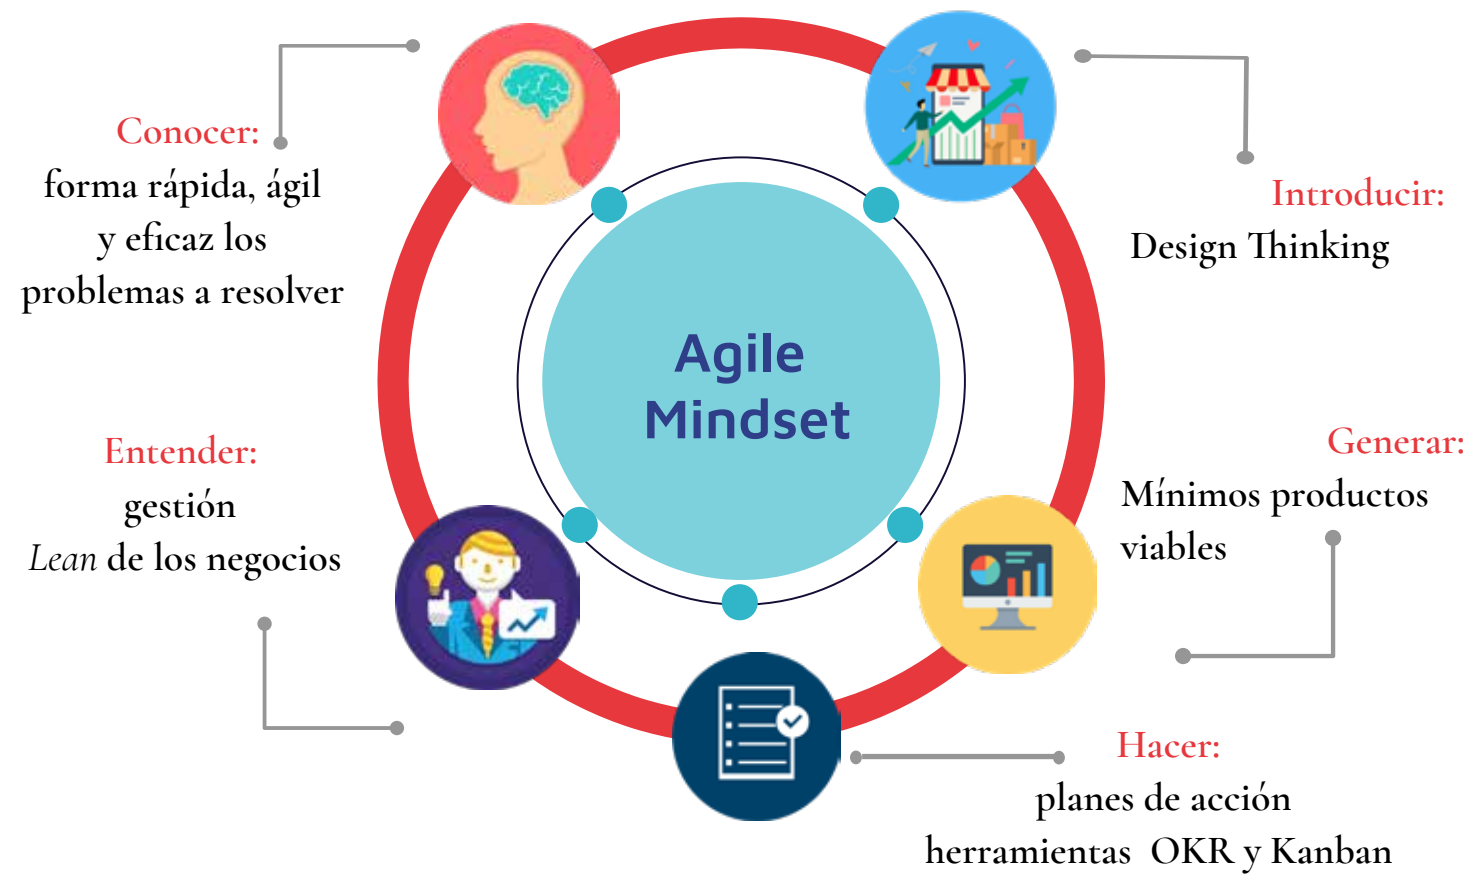 Conocer:
forma rápida, ágil
y eficaz los
problemas a resolver
Introducir:
Design Thinking
Agile
Mindset
Entender:
gestión
Lean de los negocios
Generar:
Mínimos productos
viables
Hacer:
planes de acción
herramientas OKR y Kanban